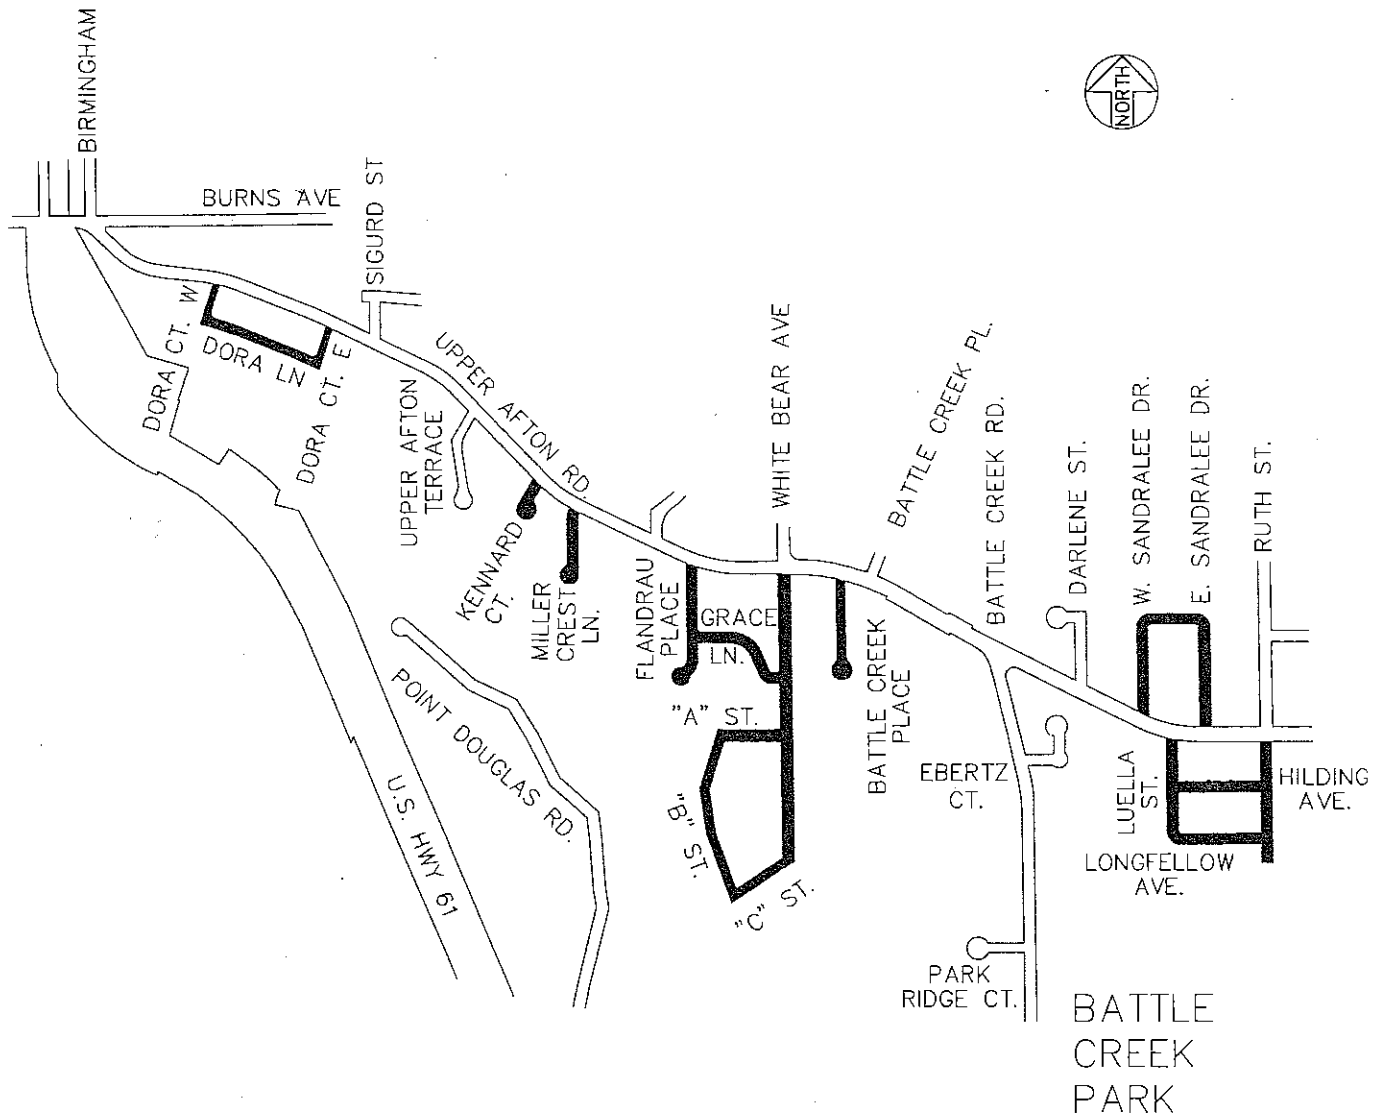 BIRMINGHAM
NORTH
BURNS AVE
SIGURD ST
DORA CT. W
DORA LN
DORA CT. E
UPPER AFTON RD.
UPPER AFTON
TERRACE
WHITE BEAR AVE
BATTLE CREEK PL.
BATTLE CREEK RD.
DARLENE ST.
W. SANDRALEE DR.
E. SANDRALEE DR.
RUTH ST.
KENNARD
CT.
MILLER
CREST
LN.
FLANDRAU
PLACE
GRACE
LN.
BATTLE CREEK
PLACE
"A" ST.
"B" ST.
"C" ST.
POINT DOUGLAS RD.
U.S. HWY 61
EBERTZ
CT.
LUELLA
ST.
HILDING
AVE.
LONGFELLOW
AVE.
PARK
RIDGE CT.
BATTLE
CREEK
PARK